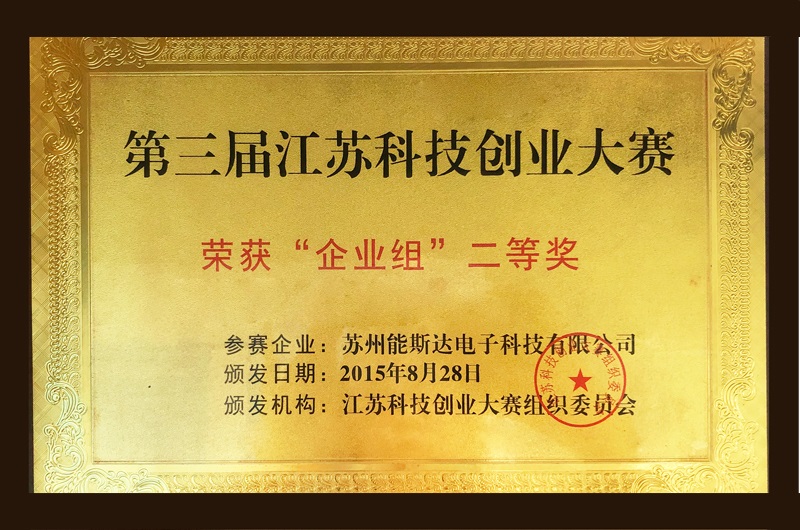 第三届江苏科技创业大赛
荣获“企业组”二等奖
参赛企业：苏州能斯达电子科技有限公司
颁发日期：2015年8月28日
颁发机构：江苏科技创业大赛组织委员会